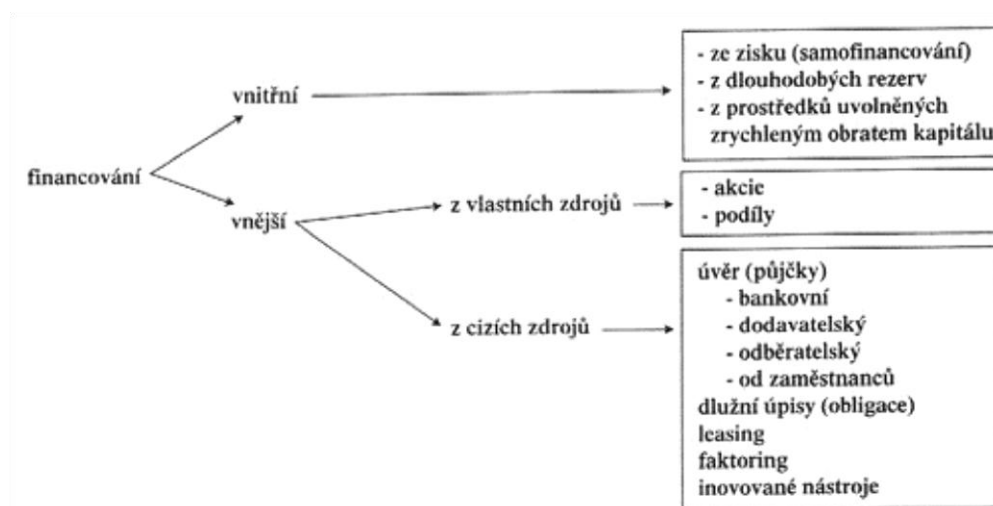 financování
vnitřní
- ze zisku (samofinancování)
- z dlouhodobých rezerv
- z prostředků uvolněných
zrychleným obratem kapitálu
vnější
z vlastních zdrojů
- akcie
- podíly
z cizích zdrojů
úvěr (půjčky)
- bankovní
- dodavatelský
- odběratelský
- od zaměstnanců
dlužní úpisy (obligace)
leasing
faktoring
inovované nástroje